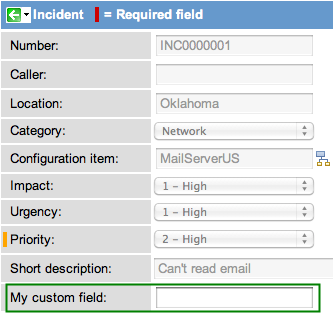 Incident = Required field
Number: INC0000001
Caller:
Location: Oklahoma
Category: Network
Configuration item: MailServerUS
Impact: 1 – High
Urgency: 1 – High
Priority: 2 – High
Short description: Can't read email
My custom field: